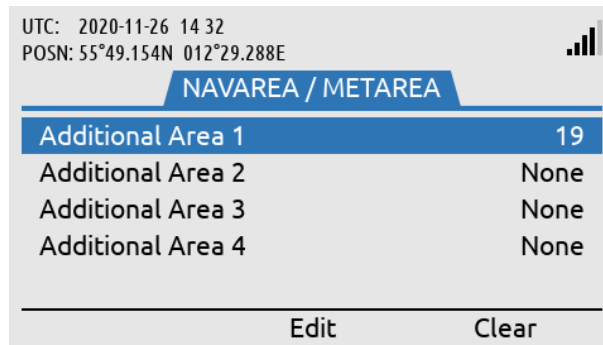 UTC: 2020-11-26 14 32
POSN: 55°49.154N 012°29.288E
NAVAREA / METAREA
Additional Area 1 19
Additional Area 2 None
Additional Area 3 None
Additional Area 4 None
Edit Clear